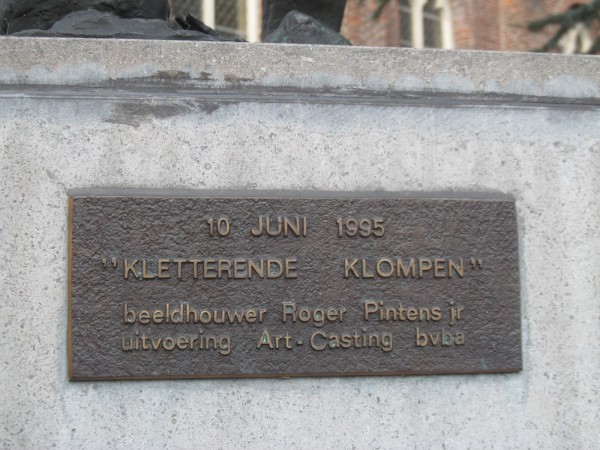 10 JUNI 1995
"KLETTERENDE KLOMPEN"
beeldhouwer Roger Pintens jr
uitvoering Art-Casting bvba